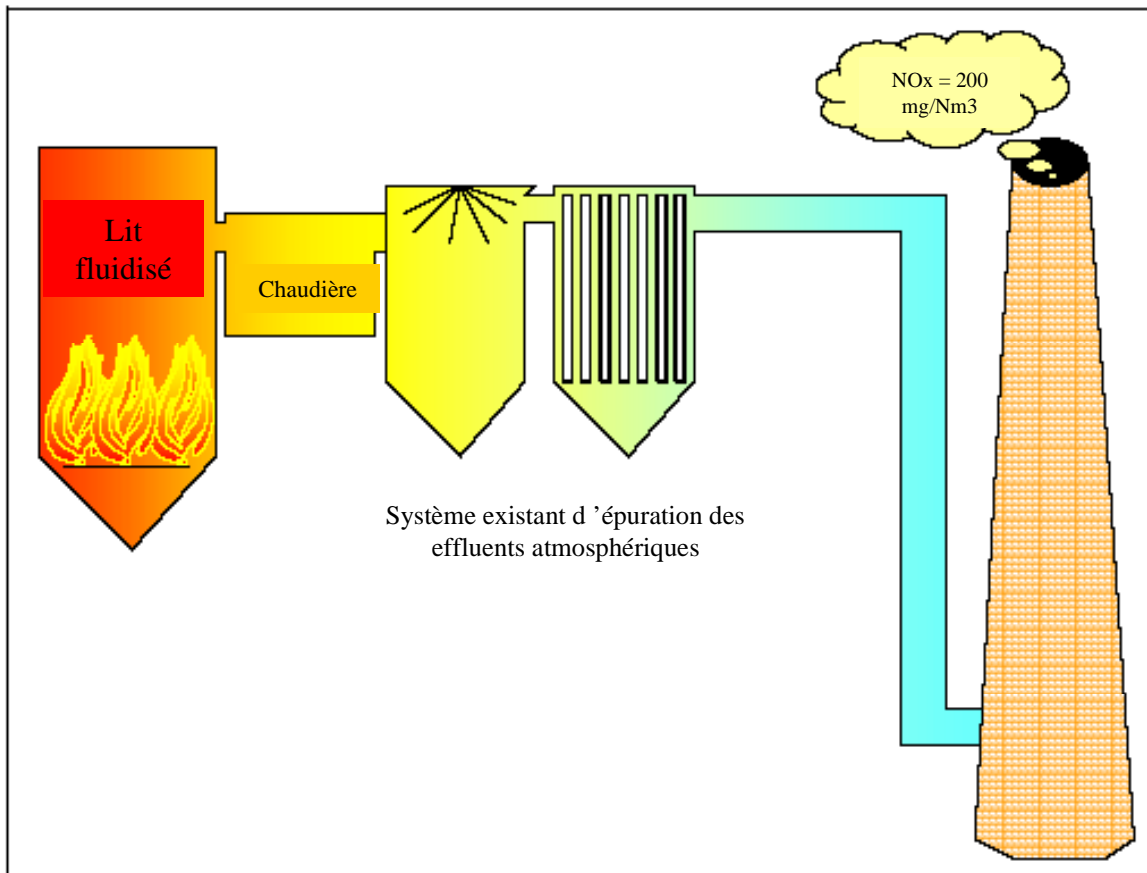 NOx = 200
mg/Nm3
Lit
fluidisé
Chaudière
Système existant d ’épuration des
effluents atmosphériques